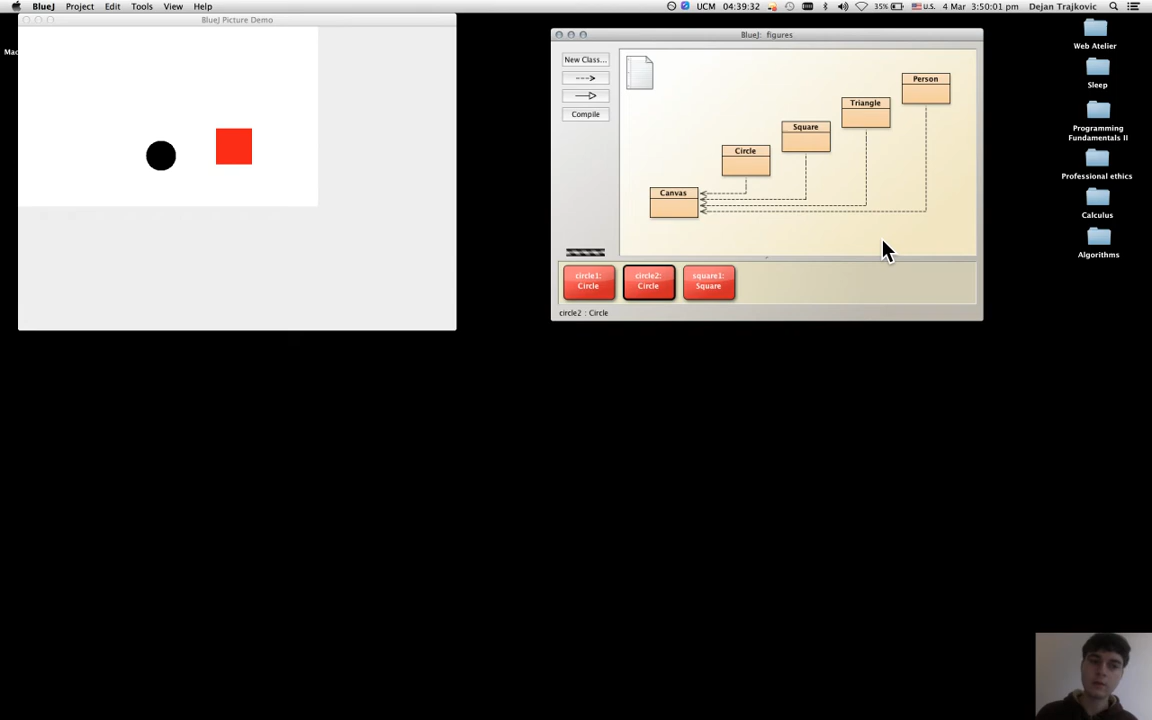 BlueJ Project Edit Tools View Help
UCM 04:39:32 35% U.S. 4 Mar 3:50:01 pm Dejan Trajkovic
BlueJ Picture Demo
Mac
BlueJ: figures
New Class...
Compile
Person
Triangle
Square
Circle
Canvas
circle1:
Circle
circle2:
Circle
square1:
Square
circle2 : Circle
Web Atelier
Sleep
Programming
Fundamentals II
Professional ethics
Calculus
Algorithms